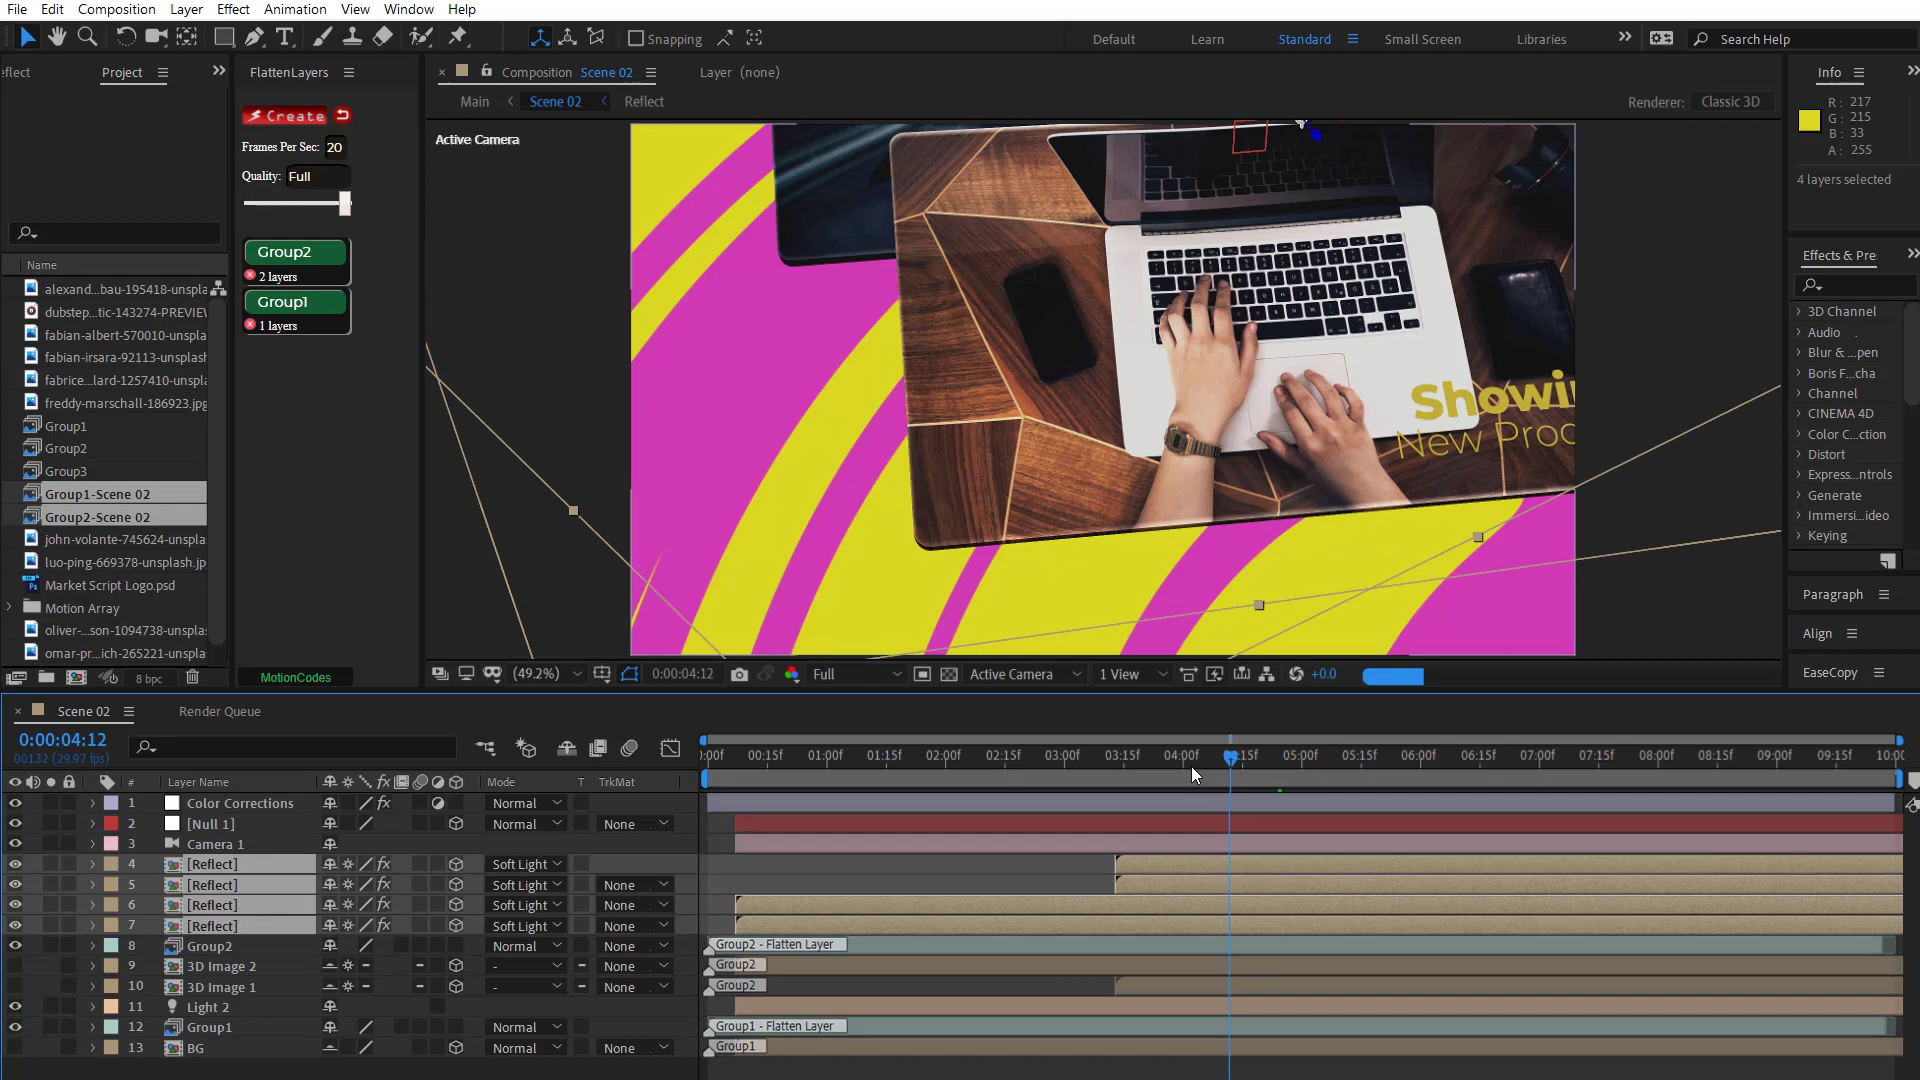 File Edit Composition Layer Effect Animation View Window Help
Snapping
Default Learn Standard Small Screen Libraries Search Help
eflect Project
FlattenLayers
Composition Scene 02
Layer (none)
Info
Main Scene 02 Reflect
Renderer: Classic 3D
Create
Frames Per Sec: 20
Quality: Full
Group2
2 layers
Group1
1 layers
MotionCodes
Active Camera
Showi
New Proc
R: 217
G: 215
B: 33
A: 255
4 layers selected
Effects & Pre
3D Channel
Audio
Blur & ...pen
Boris F...cha
Channel
CINEMA 4D
Color C...ction
Distort
Express...ntrols
Generate
Immersi...ideo
Keying
Paragraph
Align
EaseCopy
Name
alexand...bau-195418-unspla
dubstep...tic-143274-PREVIEW
fabian-albert-570010-unspla
fabian-irsara-92113-unsplash
fabrice...lard-1257410-unspla
freddy-marschall-186923.jpg
Group1
Group2
Group3
Group1-Scene 02
Group2-Scene 02
john-volante-745624-unspla
luo-ping-669378-unsplash.jp
Market Script Logo.psd
Motion Array
oliver-...son-1094738-unspla
omar-pr...ich-265221-unspla
8 bpc
(49.2%) 0:00:04:12 Full Active Camera 1 View +0.0
Scene 02 Render Queue
0:00:04:12
00132 (29.97 fps)
):00f 00:15f 01:00f 01:15f 02:00f 02:15f 03:00f 03:15f 04:00f 04:15f 05:00f 05:15f 06:00f 06:15f 07:00f 07:15f 08:00f 08:15f 09:00f 09:15f 10:00
# Layer Name fx Mode T TrkMat
1 Color Corrections fx Normal
2 [Null 1] Normal None
3 Camera 1
4 [Reflect] fx Soft Light
5 [Reflect] fx Soft Light None
6 [Reflect] fx Soft Light None
7 [Reflect] fx Soft Light None
8 Group2 Normal None Group2 - Flatten Layer
9 3D Image 2 - None Group2
10 3D Image 1 - None Group2
11 Light 2
12 Group1 Normal None Group1 - Flatten Layer
13 BG Normal None Group1